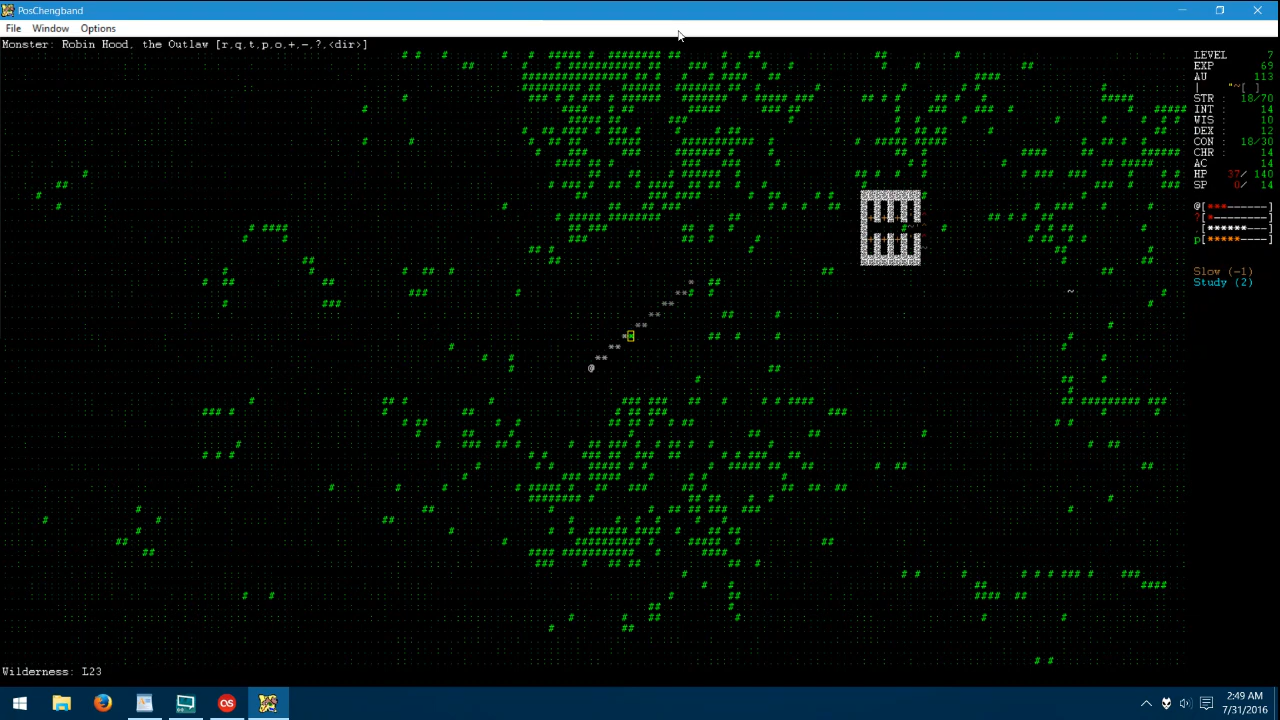 PosChengband
File Window Options
Monster: Robin Hood, the Outlaw [r,q,t,p,o,+,-,?,<dir>]
LEVEL 7
EXP 69
AU 113
| "~[ ]
STR 18/70
INT 14
WIS 10
DEX 12
CON : 18/30
CHR : 14
AC 14
HP 37/ 140
SP 0/ 14
@[***------]
?[*--------]
.[******---]
p[*****----]
Slow (-1)
Study (2)
Wilderness: L23
2:49 AM
7/31/2016